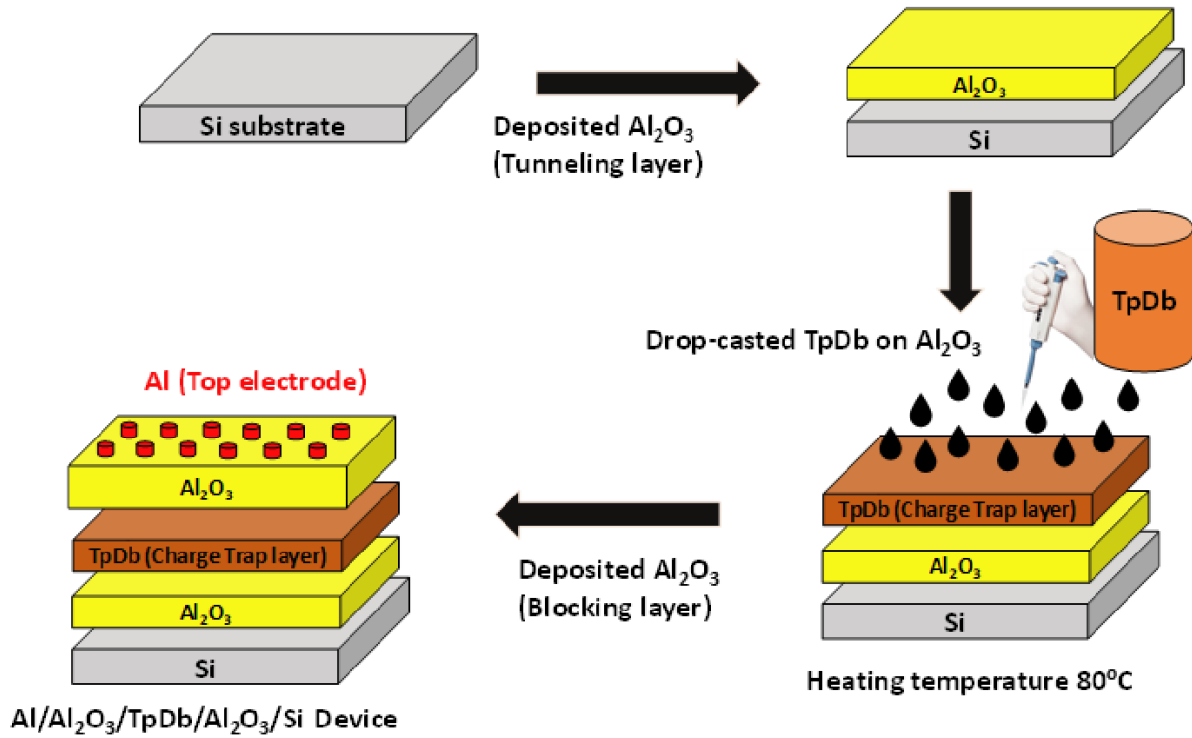 Si substrate
Deposited Al₂O₃
(Tunneling layer)
Al₂O₃
Si
TpDb
Drop-casted TpDb on Al₂O₃
TpDb (Charge Trap layer)
Al₂O₃
Si
Heating temperature 80⁰C
Deposited Al₂O₃
(Blocking layer)
Al (Top electrode)
Al₂O₃
TpDb (Charge Trap layer)
Al₂O₃
Si
Al/Al₂O₃/TpDb/Al₂O₃/Si Device